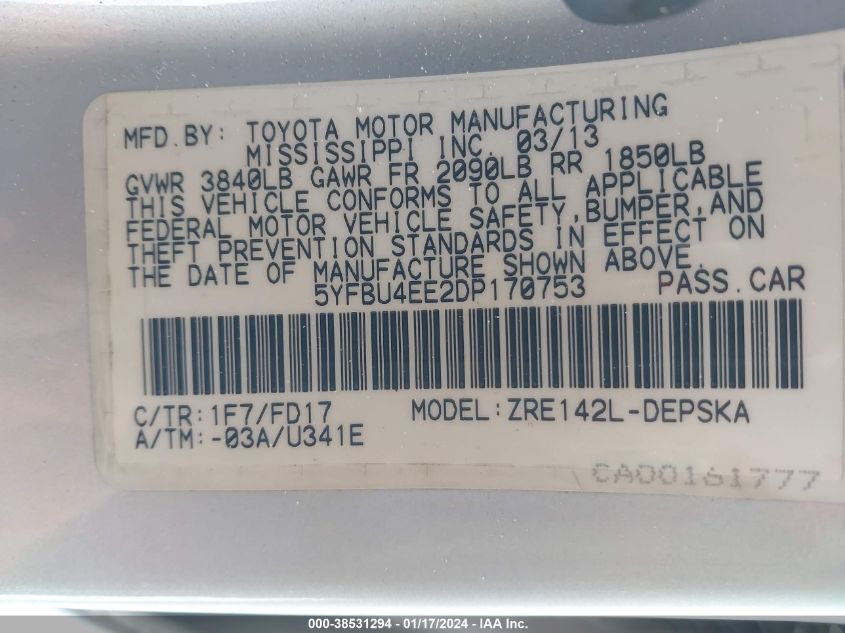 MFD.BY: TOYOTA MOTOR MANUFACTURING
MISSISSIPPI INC. 03/13
GVWR 3840LB GAWR FR 2090LB RR 1850LB
THIS VEHICLE CONFORMS TO ALL APPLICABLE
FEDERAL MOTOR VEHICLE SAFETY,BUMPER,AND
THEFT PREVENTION STANDARDS IN EFFECT ON
THE DATE OF MANUFACTURE SHOWN ABOVE.
5YFBU4EE2DP170753 PASS.CAR
C/TR:1F7/FD17 MODEL:ZRE142L-DEPSKA
A/TM:-03A/U341E
CA00161777
000-38531294 - 01/17/2024 - IAA Inc.